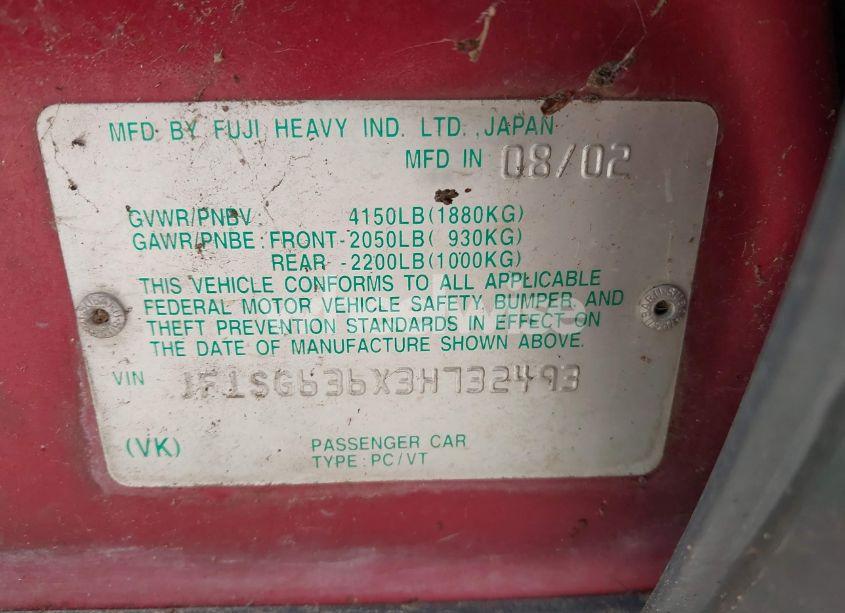 MFD. BY FUJI HEAVY IND. LTD. JAPAN
MFD IN 08/02
GVWR/PNBV 4150LB(1880KG)
GAWR/PNBE : FRONT-2050LB( 930KG)
REAR -2200LB(1000KG)
THIS VEHICLE CONFORMS TO ALL APPLICABLE
FEDERAL MOTOR VEHICLE SAFETY, BUMPER, AND
THEFT PREVENTION STANDARDS IN EFFECT ON
THE DATE OF MANUFACTURE SHOWN ABOVE.
VIN JF1SG636X3H732493
(VK) PASSENGER CAR
TYPE : PC/VT